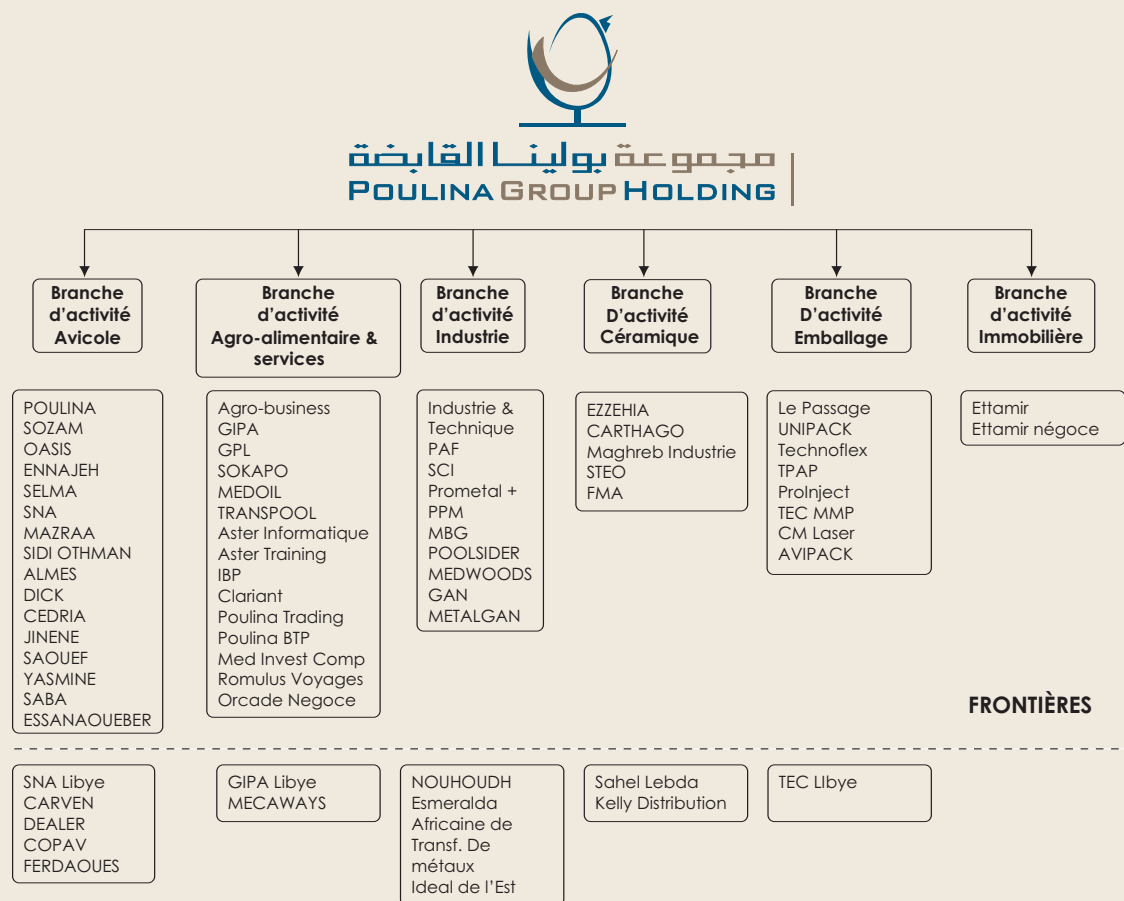 مجموعة بولينا القابضة
POULINA GROUP HOLDING
Branche
d'activité
Avicole
Branche
d'activité
Agro-alimentaire &
services
Branche
d'activité
Industrie
Branche
D'activité
Céramique
Branche
D'activité
Emballage
Branche
d'activité
Immobilière
POULINA
SOZAM
OASIS
ENNAJEH
SELMA
SNA
MAZRAA
SIDI OTHMAN
ALMES
DICK
CEDRIA
JINENE
SAOUEF
YASMINE
SABA
ESSANAOUEBER
Agro-business
GIPA
GPL
SOKAPO
MEDOIL
TRANSPOOL
Aster Informatique
Aster Training
IBP
Clariant
Poulina Trading
Poulina BTP
Med Invest Comp
Romulus Voyages
Orcade Negoce
Industrie &
Technique
PAF
SCI
Prometal +
PPM
MBG
POOLSIDER
MEDWOODS
GAN
METALGAN
EZZEHIA
CARTHAGO
Maghreb Industrie
STEO
FMA
Le Passage
UNIPACK
Technoflex
TPAP
ProInject
TEC MMP
CM Laser
AVIPACK
Ettamir
Ettamir négoce
FRONTIÈRES
SNA Libye
CARVEN
DEALER
COPAV
FERDAOUES
GIPA Libye
MECAWAYS
NOUHOUDH
Esmeralda
Africaine de
Transf. De
métaux
Ideal de l'Est
Sahel Lebda
Kelly Distribution
TEC LIbye